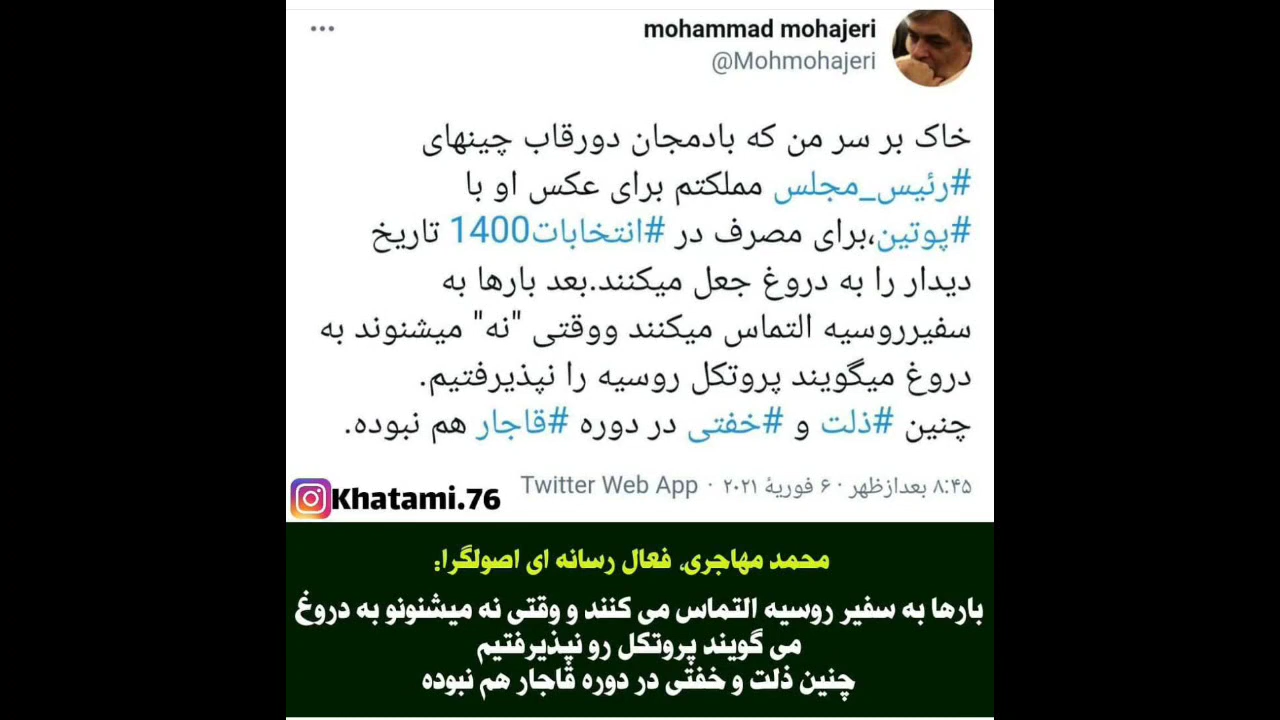 mohammad mohajeri
@Mohmohajeri
خاک بر سر من که بادمجان دورقاب چینهای
#رئیس_مجلس مملکتم برای عکس او با
#پوتین،برای مصرف در #انتخابات1400 تاریخ
دیدار را به دروغ جعل میکنند.بعد بارها به
سفیرروسیه التماس میکنند ووقتی "نه" میشنوند به
دروغ میگویند پروتکل روسیه را نپذیرفتیم.
چنین #ذلت و #خفتی در دوره #قاجار هم نبوده.
۸:۴۵ بعدازظهر · ۶ فوریهٔ ۲۰۲۱ · Twitter Web App
Khatami.76
محمد مهاجری، فعال رسانه ای اصولگرا:
بارها به سفیر روسیه التماس می کنند و وقتی نه میشنونو به دروغ
می گویند پروتکل رو نپذیرفتیم
چنین ذلت و خفتی در دوره قاجار هم نبوده